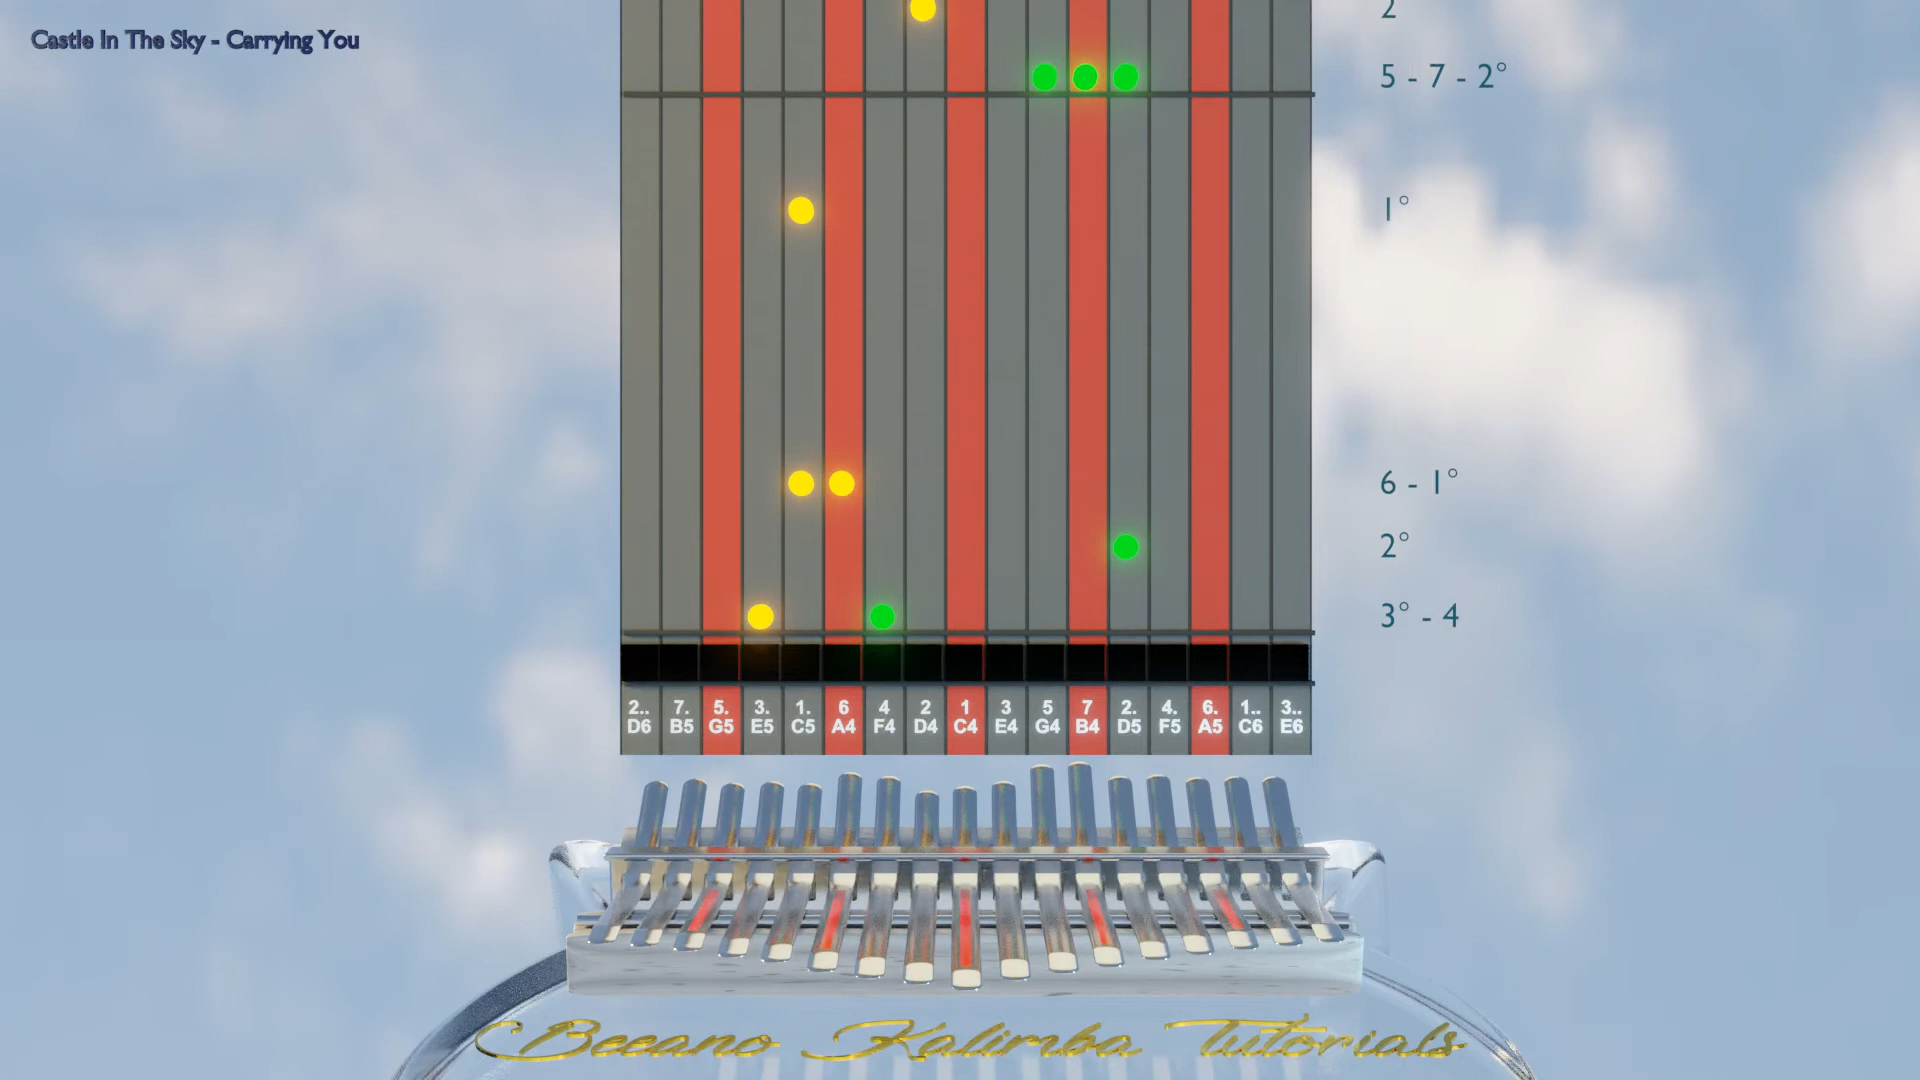 Castle In The Sky - Carrying You
2
5 - 7 - 2°
1°
6 - 1°
2°
3° - 4
2.. 7. 5. 3. 1. 6 4 2 1 3 5 7 2. 4. 6. 1.. 3..
D6 B5 G5 E5 C5 A4 F4 D4 C4 E4 G4 B4 D5 F5 A5 C6 E6
Beeano Kalimba Tutorials